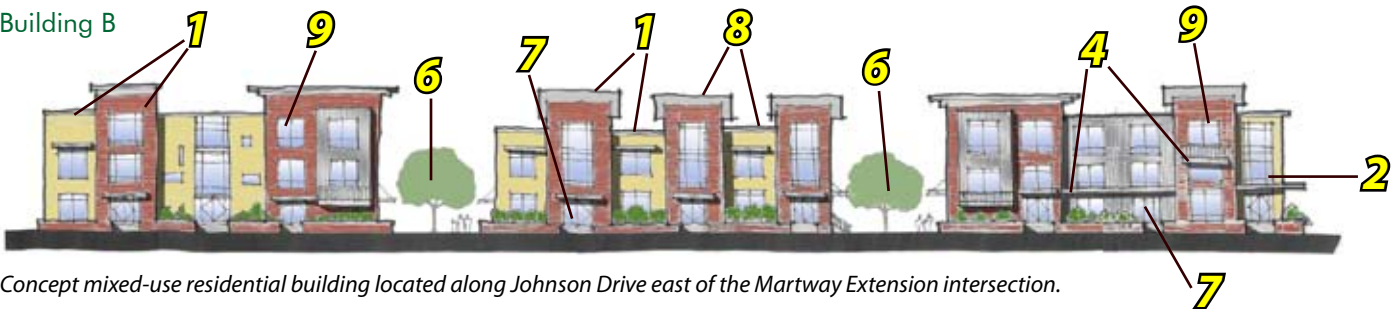 Building B
1 9 6 7 1 8 6 4 9
2
7
Concept mixed-use residential building located along Johnson Drive east of the Martway Extension intersection.